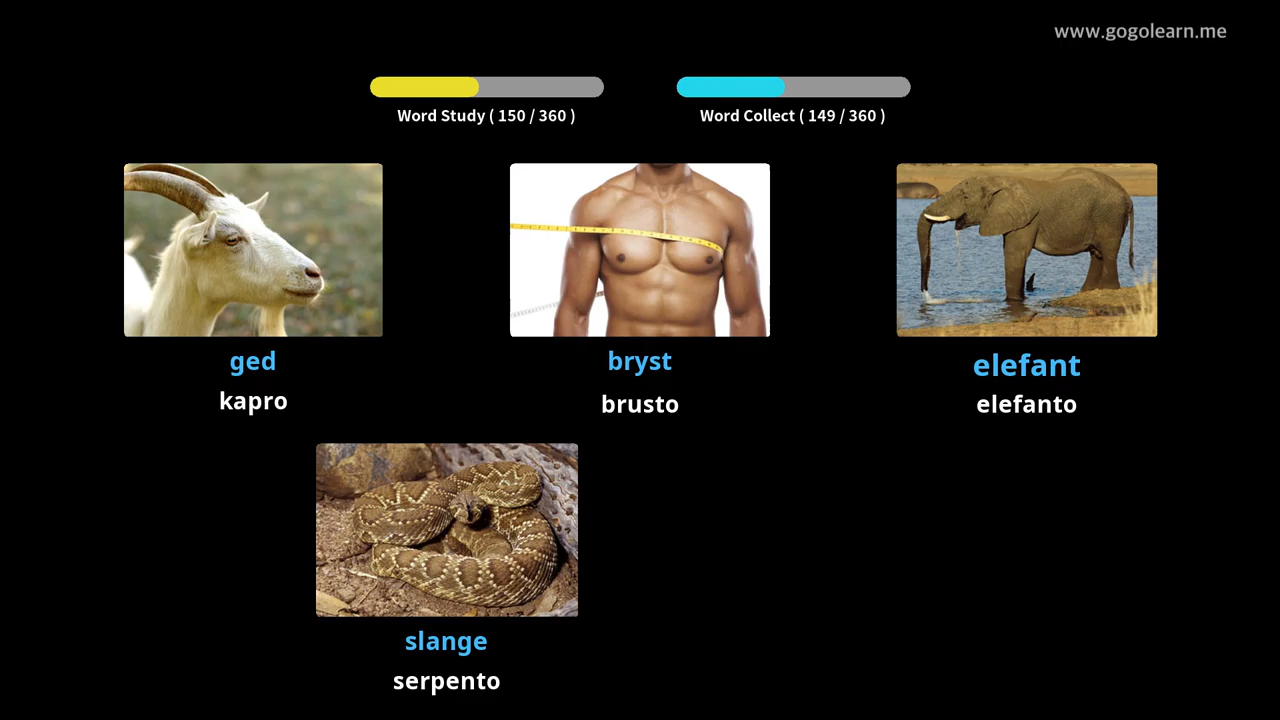 www.gogolearn.me
Word Study ( 150 / 360 )
Word Collect ( 149 / 360 )
ged
kapro
bryst
brusto
elefant
elefanto
slange
serpento